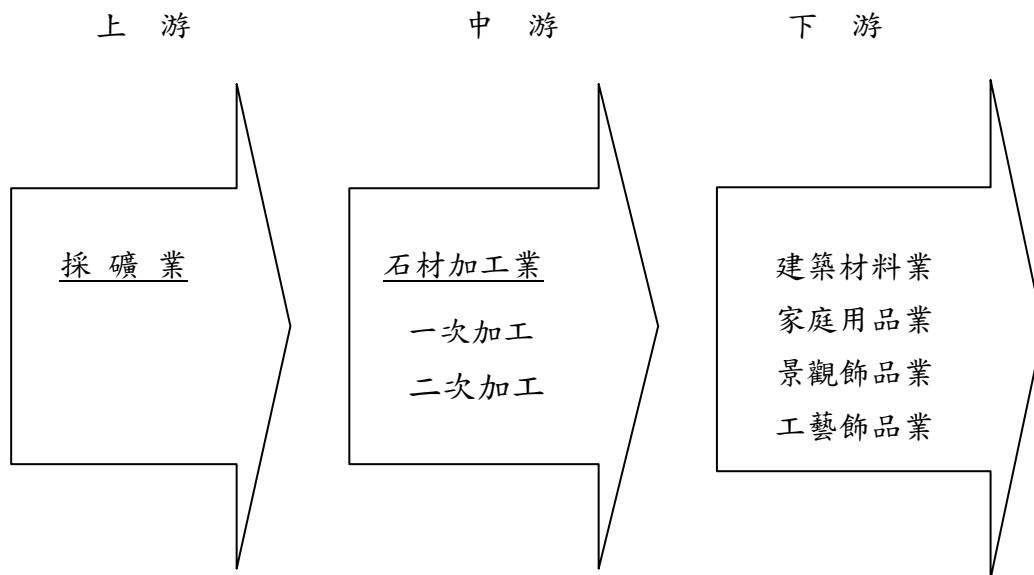 上 游
中 游
下 游
採 礦 業
石材加工業
一次加工
二次加工
建築材料業
家庭用品業
景觀飾品業
工藝飾品業